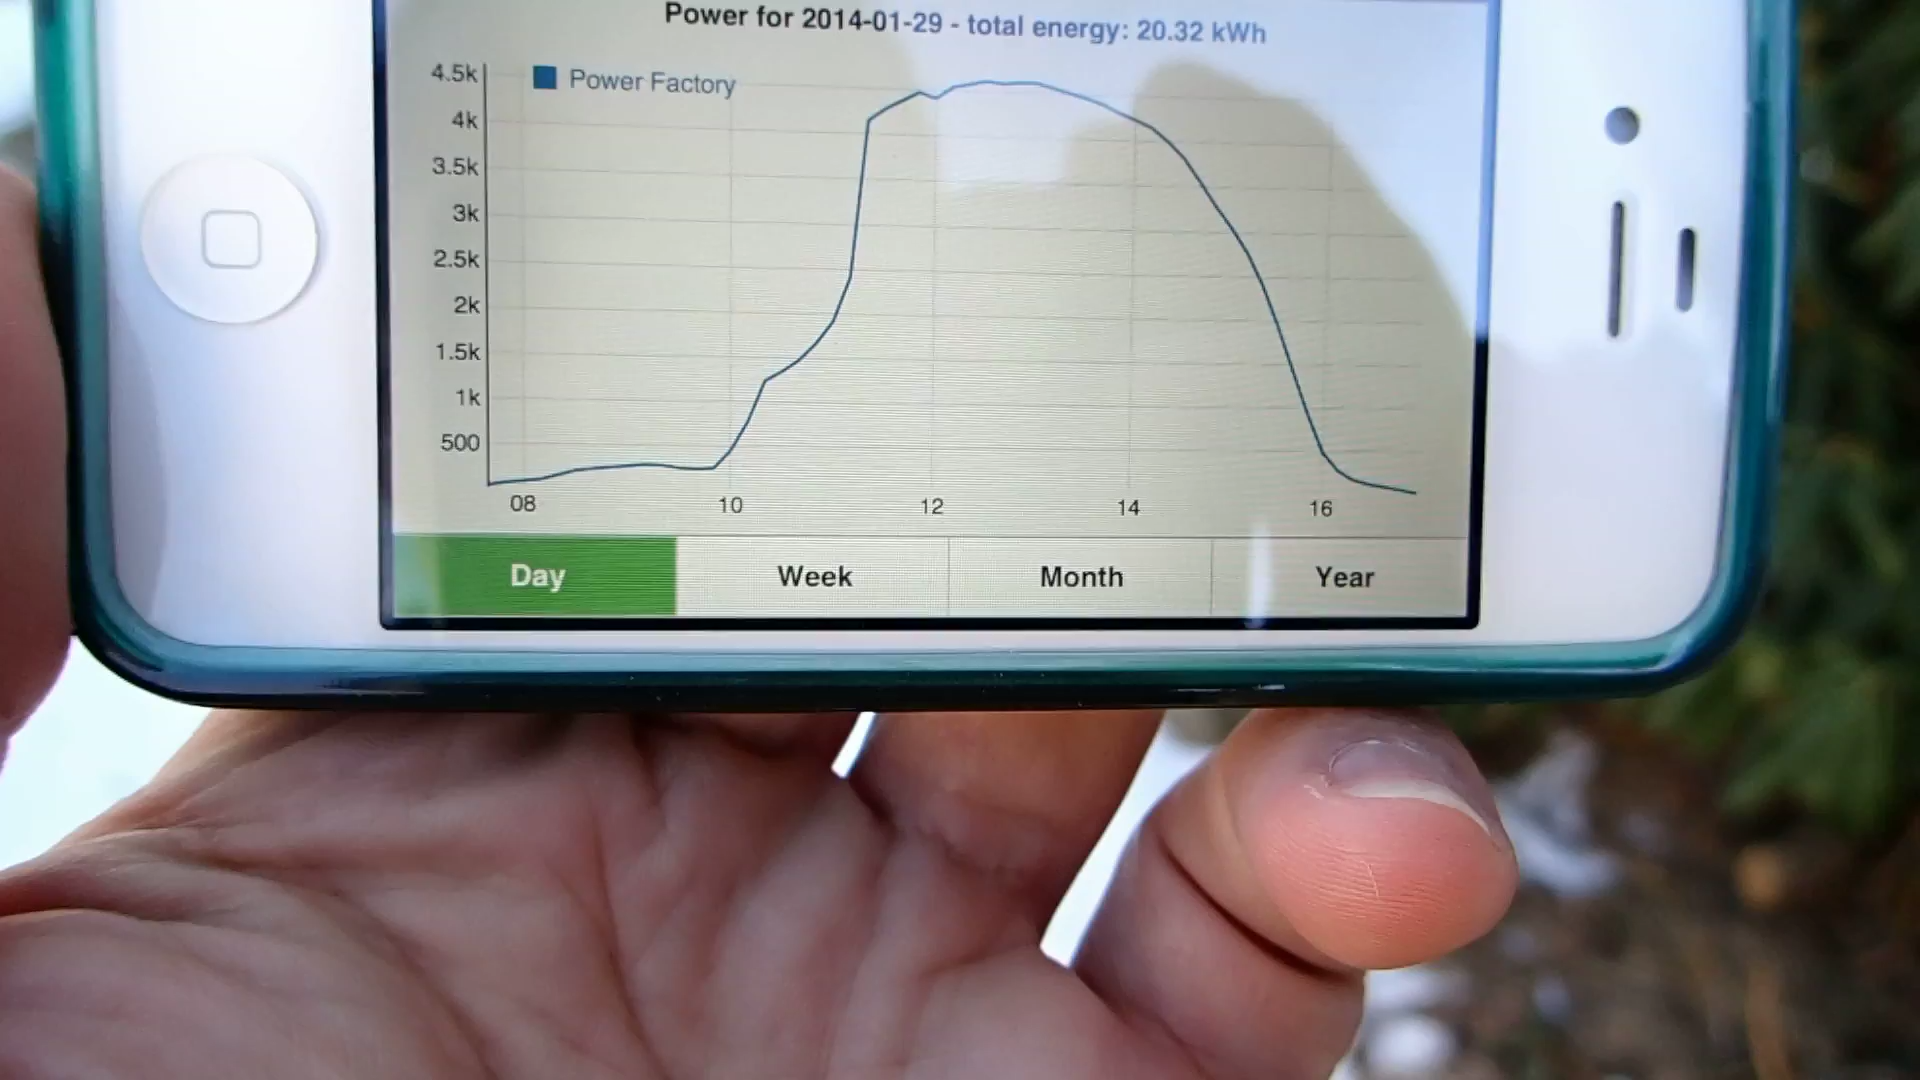 Power for 2014-01-29 - total energy: 20.32 kWh
Power Factory
4.5k
4k
3.5k
3k
2.5k
2k
1.5k
1k
500
08 10 12 14 16
Day Week Month Year